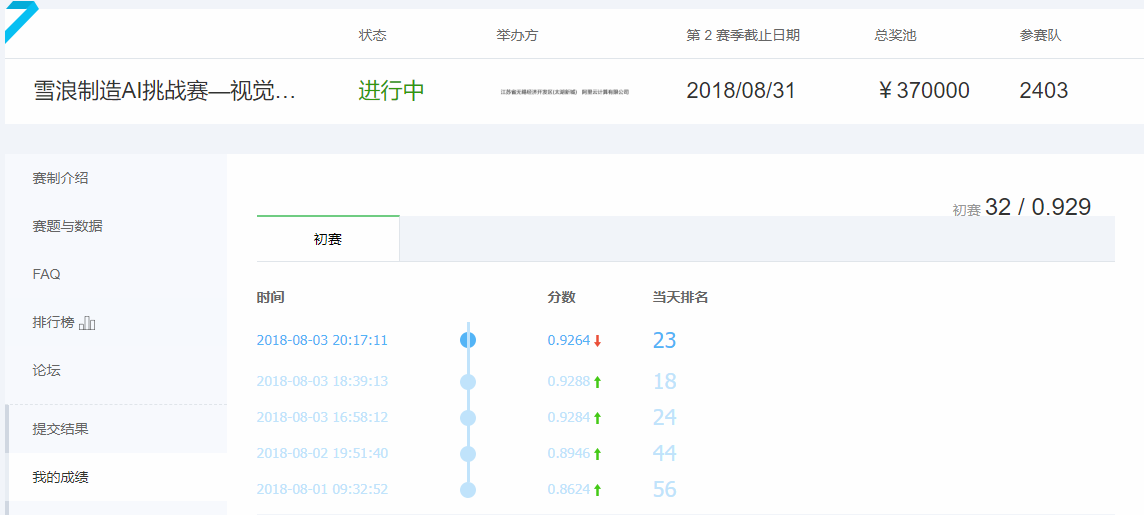 状态 举办方 第 2 赛季截止日期 总奖池 参赛队
雪浪制造AI挑战赛—视觉… 进行中 江苏省无锡经济开发区(太湖新城) 阿里云计算有限公司 2018/08/31 ¥370000 2403
赛制介绍
赛题与数据
FAQ
排行榜
论坛
提交结果
我的成绩
初赛 32 / 0.929
初赛
时间 分数 当天排名
2018-08-03 20:17:11 0.9264 23
2018-08-03 18:39:13 0.9288 18
2018-08-03 16:58:12 0.9284 24
2018-08-02 19:51:40 0.8946 44
2018-08-01 09:32:52 0.8624 56